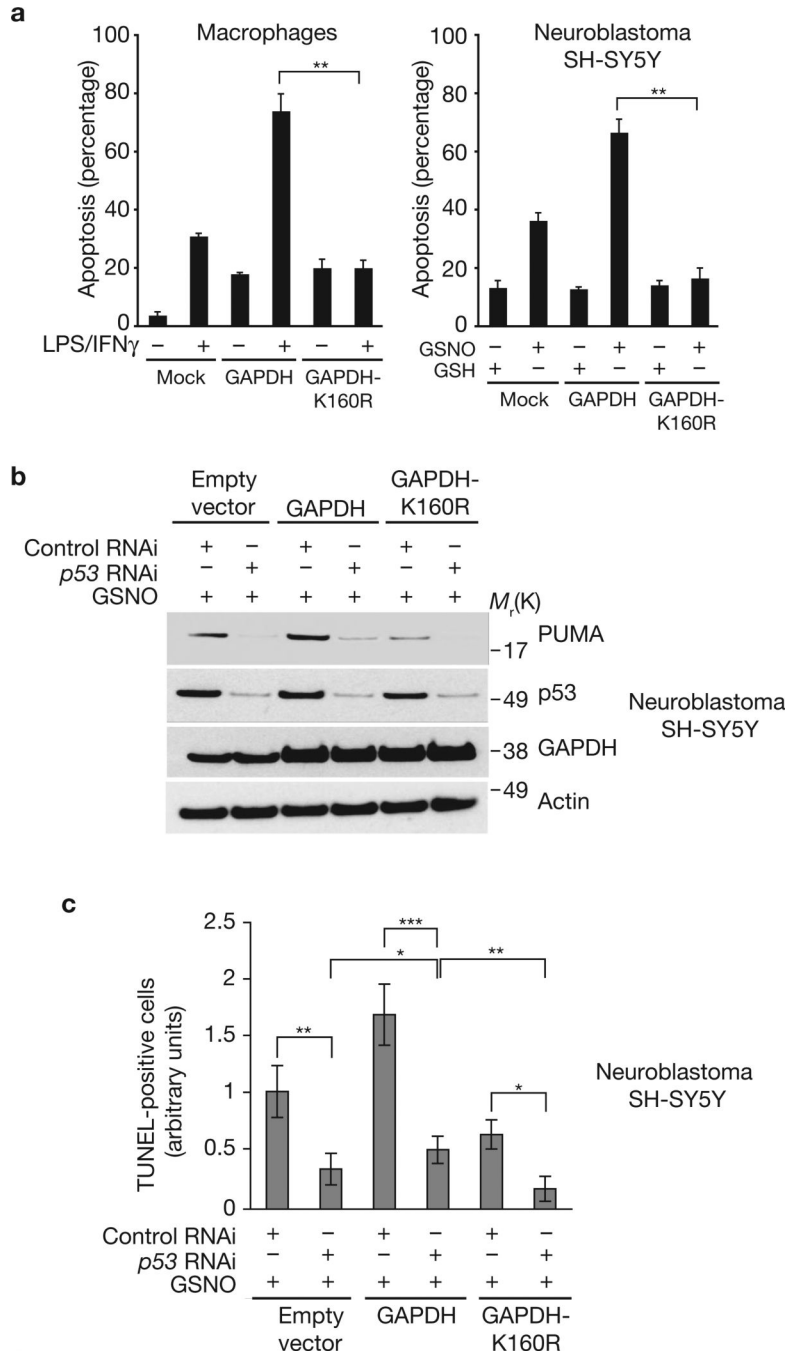 a
Macrophages
Apoptosis (percentage)
100
80
60
40
20
0
**
LPS/IFNγ – + – + – +
Mock GAPDH GAPDH-
K160R
Neuroblastoma
SH-SY5Y
Apoptosis (percentage)
100
80
60
40
20
0
**
GSNO – + – + – +
GSH + – + – + –
Mock GAPDH GAPDH-
K160R
b
Empty
vector GAPDH GAPDH-
K160R
Control RNAi + – + – + –
p53 RNAi – + – + – +
GSNO + + + + + +
Mr(K)
PUMA
–17
–49 p53
–38 GAPDH
–49
Actin
Neuroblastoma
SH-SY5Y
c
TUNEL-positive cells
(arbitrary units)
2.5
2
1.5
1
0.5
0
***
* **
**
*
Neuroblastoma
SH-SY5Y
Control RNAi + – + – + –
p53 RNAi – + – + – +
GSNO + + + + + +
Empty
vector GAPDH GAPDH-
K160R